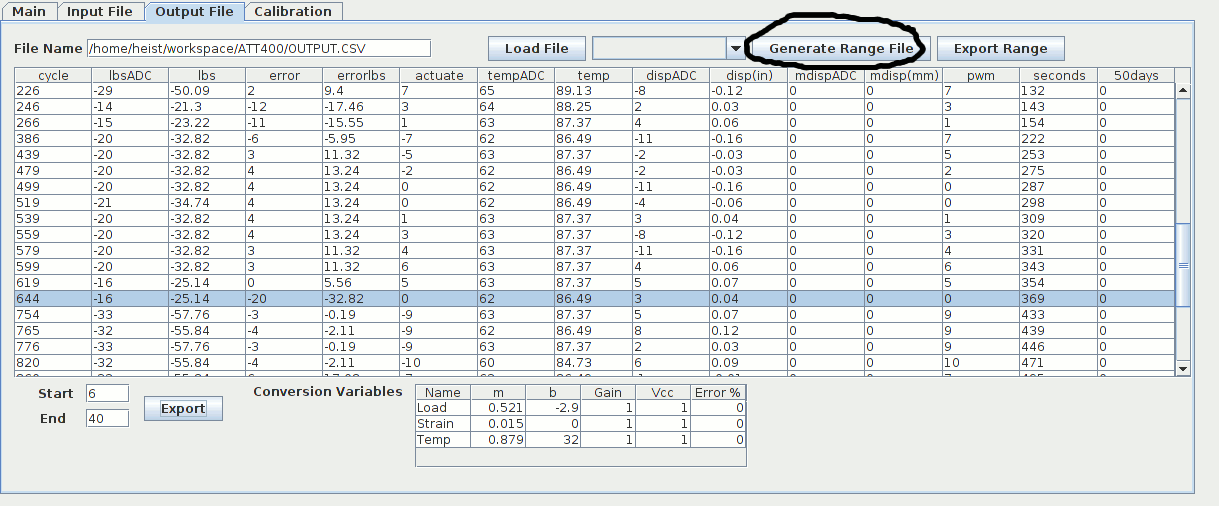 Main Input File Output File Calibration
File Name /home/heist/workspace/ATT400/OUTPUT.CSV Load File Generate Range File Export Range
cycle lbsADC lbs error errorlbs actuate tempADC temp dispADC disp(in) mdispADC mdisp(mm) pwm seconds 50days
226 -29 -50.09 2 9.4 7 65 89.13 -8 -0.12 0 0 7 132 0
246 -14 -21.3 -12 -17.46 3 64 88.25 2 0.03 0 0 3 143 0
266 -15 -23.22 -11 -15.55 1 63 87.37 4 0.06 0 0 1 154 0
386 -20 -32.82 -6 -5.95 -7 62 86.49 -11 -0.16 0 0 7 222 0
439 -20 -32.82 3 11.32 -5 63 87.37 -2 -0.03 0 0 5 253 0
479 -20 -32.82 4 13.24 -2 62 86.49 -2 -0.03 0 0 2 275 0
499 -20 -32.82 4 13.24 0 62 86.49 -11 -0.16 0 0 0 287 0
519 -21 -34.74 4 13.24 0 62 86.49 -4 -0.06 0 0 0 298 0
539 -20 -32.82 4 13.24 1 63 87.37 3 0.04 0 0 1 309 0
559 -20 -32.82 4 13.24 3 63 87.37 -8 -0.12 0 0 3 320 0
579 -20 -32.82 3 11.32 4 63 87.37 -11 -0.16 0 0 4 331 0
599 -20 -32.82 3 11.32 6 63 87.37 4 0.06 0 0 6 343 0
619 -16 -25.14 0 5.56 5 63 87.37 5 0.07 0 0 5 354 0
644 -16 -25.14 -20 -32.82 0 62 86.49 3 0.04 0 0 0 369 0
754 -33 -57.76 -3 -0.19 -9 63 87.37 5 0.07 0 0 9 433 0
765 -32 -55.84 -4 -2.11 -9 62 86.49 8 0.12 0 0 9 439 0
776 -33 -57.76 -3 -0.19 -9 63 87.37 2 0.03 0 0 9 446 0
820 -32 -55.84 -4 -2.11 -10 60 84.73 6 0.09 0 0 10 471 0
Start 6
End 40
Export
Conversion Variables
Name m b Gain Vcc Error %
Load 0.521 -2.9 1 1 0
Strain 0.015 0 1 1 0
Temp 0.879 32 1 1 0